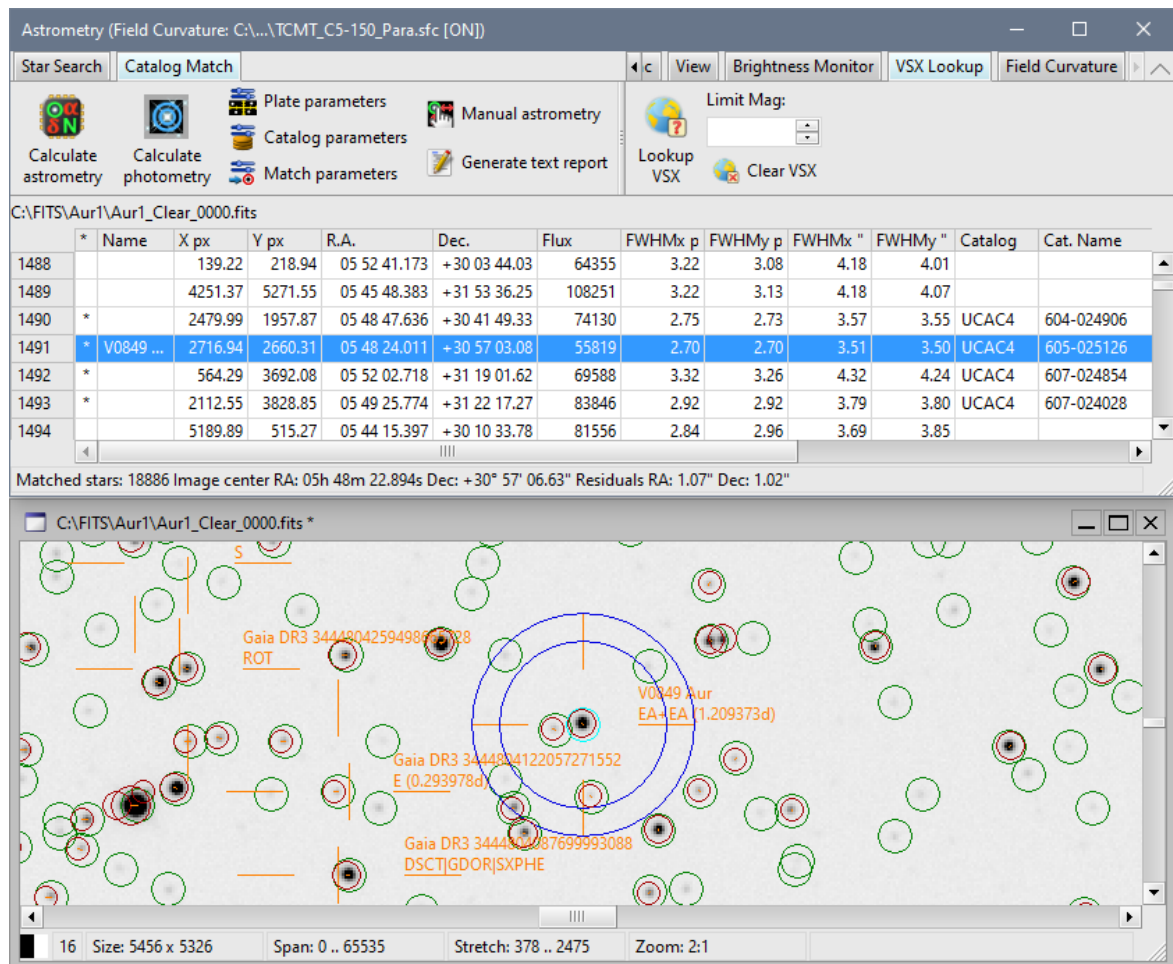 Astrometry (Field Curvature: C:\...\TCMT_C5-150_Para.sfc [ON])
Star Search Catalog Match c View Brightness Monitor VSX Lookup Field Curvature
Calculate astrometry
Calculate photometry
Plate parameters
Catalog parameters
Match parameters
Manual astrometry
Generate text report
Lookup VSX
Limit Mag:
Clear VSX
C:\FITS\Aur1\Aur1_Clear_0000.fits
* Name X px Y px R.A. Dec. Flux FWHMx p FWHMy p FWHMx " FWHMy " Catalog Cat. Name
1488 139.22 218.94 05 52 41.173 +30 03 44.03 64355 3.22 3.08 4.18 4.01
1489 4251.37 5271.55 05 45 48.383 +31 53 36.25 108251 3.22 3.13 4.18 4.07
1490 * 2479.99 1957.87 05 48 47.636 +30 41 49.33 74130 2.75 2.73 3.57 3.55 UCAC4 604-024906
1491 * V0849 ... 2716.94 2660.31 05 48 24.011 +30 57 03.08 55819 2.70 2.70 3.51 3.50 UCAC4 605-025126
1492 * 564.29 3692.08 05 52 02.718 +31 19 01.62 69588 3.32 3.26 4.32 4.24 UCAC4 607-024854
1493 * 2112.55 3828.85 05 49 25.774 +31 22 17.27 83846 2.92 2.92 3.79 3.80 UCAC4 607-024028
1494 5189.89 515.27 05 44 15.397 +30 10 33.78 81556 2.84 2.96 3.69 3.85
Matched stars: 18886 Image center RA: 05h 48m 22.894s Dec: +30° 57' 06.63" Residuals RA: 1.07" Dec: 1.02"
C:\FITS\Aur1\Aur1_Clear_0000.fits *
S
Gaia DR3
ROT
V0849 Aur
EA+EA (1.209373d)
Gaia DR3 3444804122057271552
E (0.293978d)
Gaia DR3
DSCT|GDOR|SXPHE
16 Size: 5456 x 5326 Span: 0 .. 65535 Stretch: 378 .. 2475 Zoom: 2:1